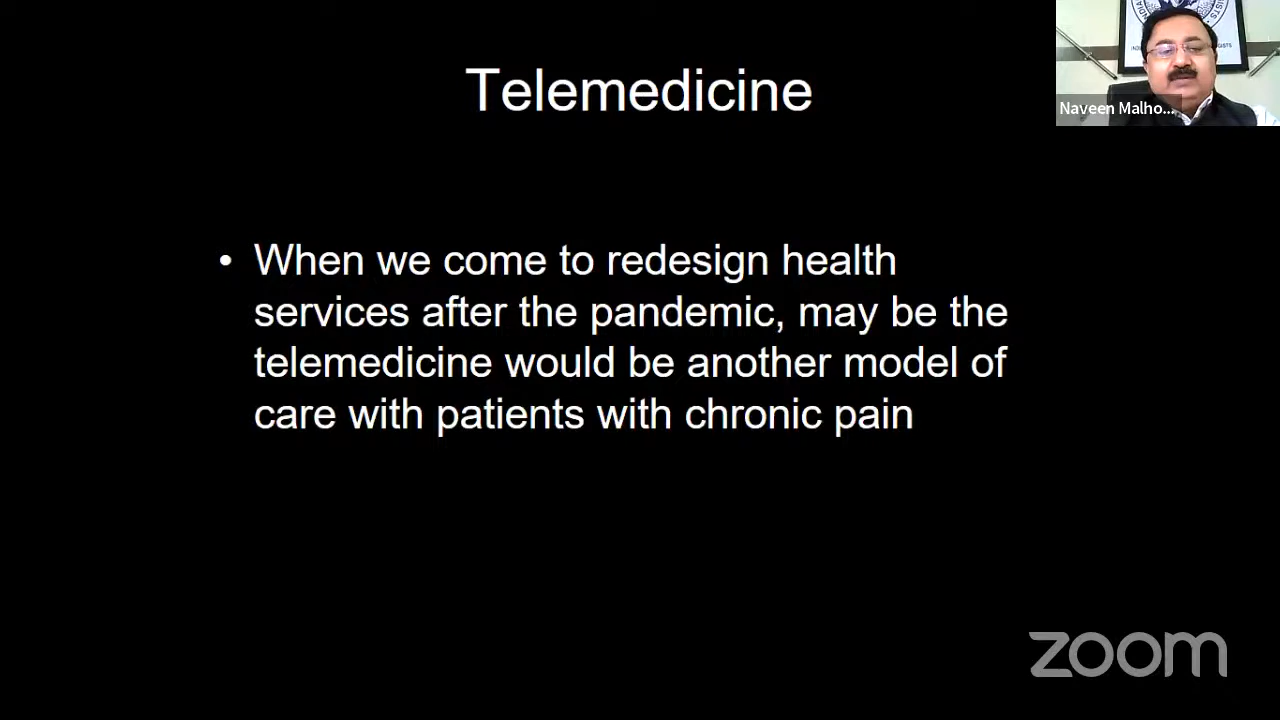 Telemedicine
Naveen Malho...
• When we come to redesign health
services after the pandemic, may be the
telemedicine would be another model of
care with patients with chronic pain
zoom